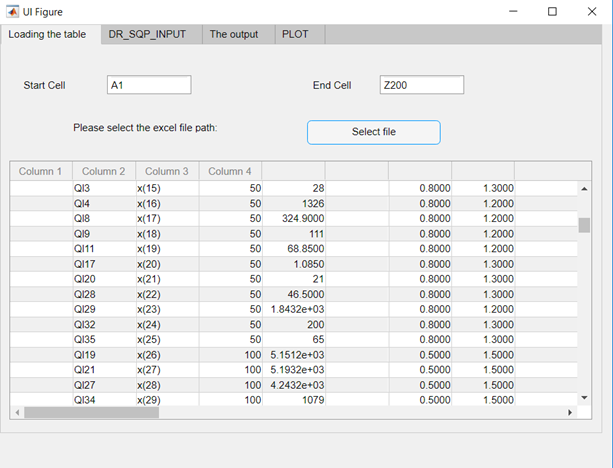 UI Figure
Loading the table DR_SQP_INPUT The output PLOT
Start Cell A1 End Cell Z200
Please select the excel file path: Select file
Column 1 Column 2 Column 3 Column 4
QI3 x(15) 50 28 0.8000 1.3000
QI4 x(16) 50 1326 0.8000 1.2000
QI8 x(17) 50 324.9000 0.8000 1.2000
QI9 x(18) 50 111 0.8000 1.2000
QI11 x(19) 50 68.8500 0.8000 1.2000
QI17 x(20) 50 1.0850 0.8000 1.3000
QI20 x(21) 50 21 0.8000 1.3000
QI28 x(22) 50 46.5000 0.8000 1.3000
QI29 x(23) 50 1.8432e+03 0.8000 1.2000
QI32 x(24) 50 200 0.8000 1.3000
QI35 x(25) 50 65 0.8000 1.3000
QI19 x(26) 100 5.1512e+03 0.5000 1.5000
QI21 x(27) 100 5.1932e+03 0.5000 1.5000
QI27 x(28) 100 4.2432e+03 0.5000 1.5000
QI34 x(29) 100 1079 0.5000 1.5000